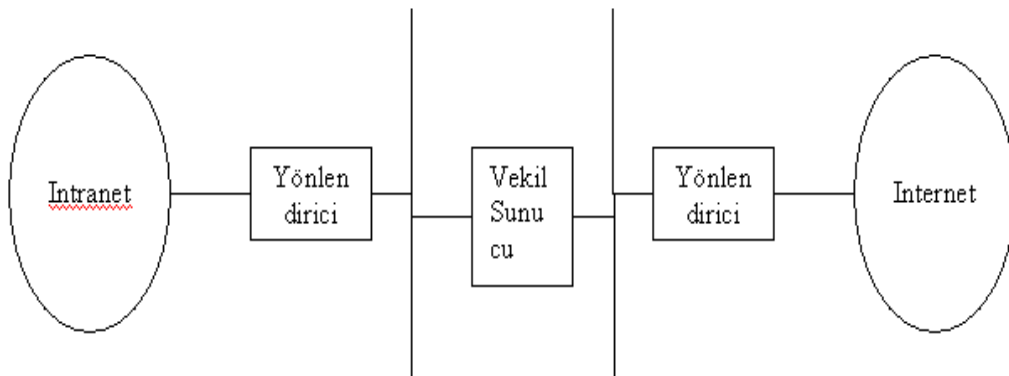 Intranet
Yönlen
dirici
Vekil
Sunu
cu
Yönlen
dirici
Internet